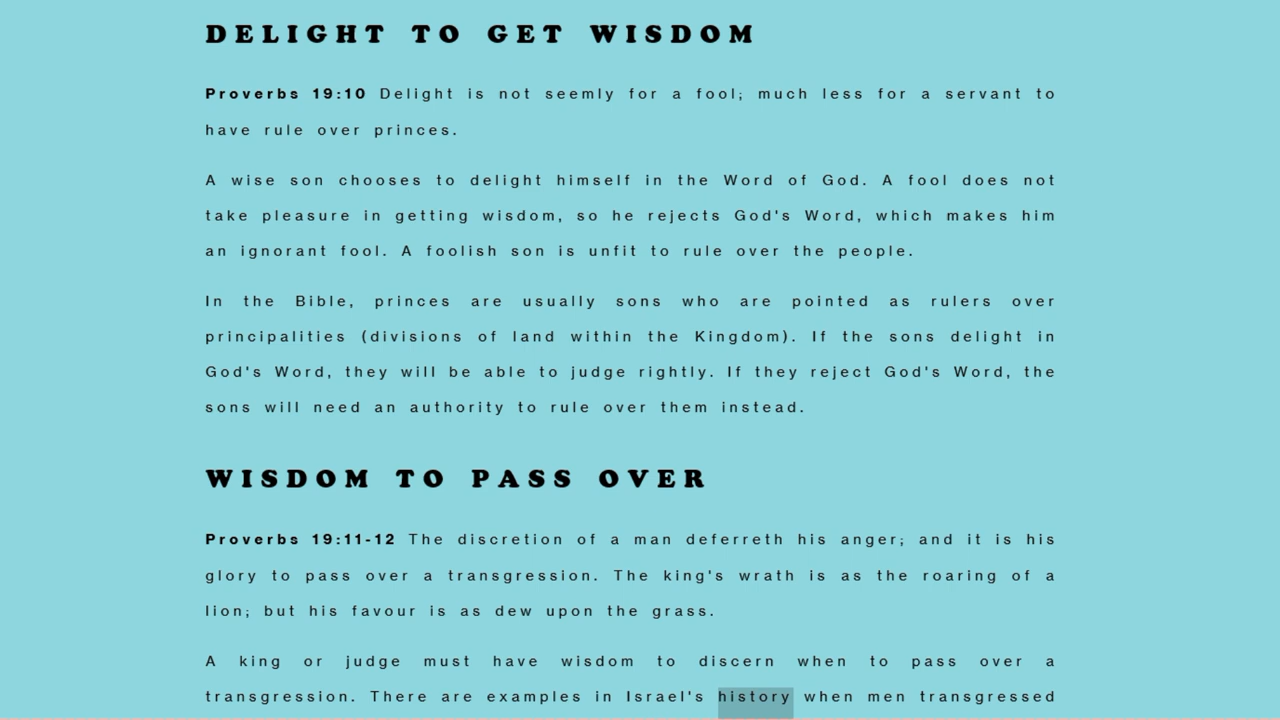 DELIGHT TO GET WISDOM
Proverbs 19:10 Delight is not seemly for a fool; much less for a servant to
have rule over princes.
A wise son chooses to delight himself in the Word of God. A fool does not
take pleasure in getting wisdom, so he rejects God's Word, which makes him
an ignorant fool. A foolish son is unfit to rule over the people.
In the Bible, princes are usually sons who are pointed as rulers over
principalities (divisions of land within the Kingdom). If the sons delight in
God's Word, they will be able to judge rightly. If they reject God's Word, the
sons will need an authority to rule over them instead.
WISDOM TO PASS OVER
Proverbs 19:11-12 The discretion of a man deferreth his anger; and it is his
glory to pass over a transgression. The king's wrath is as the roaring of a
lion; but his favour is as dew upon the grass.
A king or judge must have wisdom to discern when to pass over a
transgression. There are examples in Israel's history when men transgressed